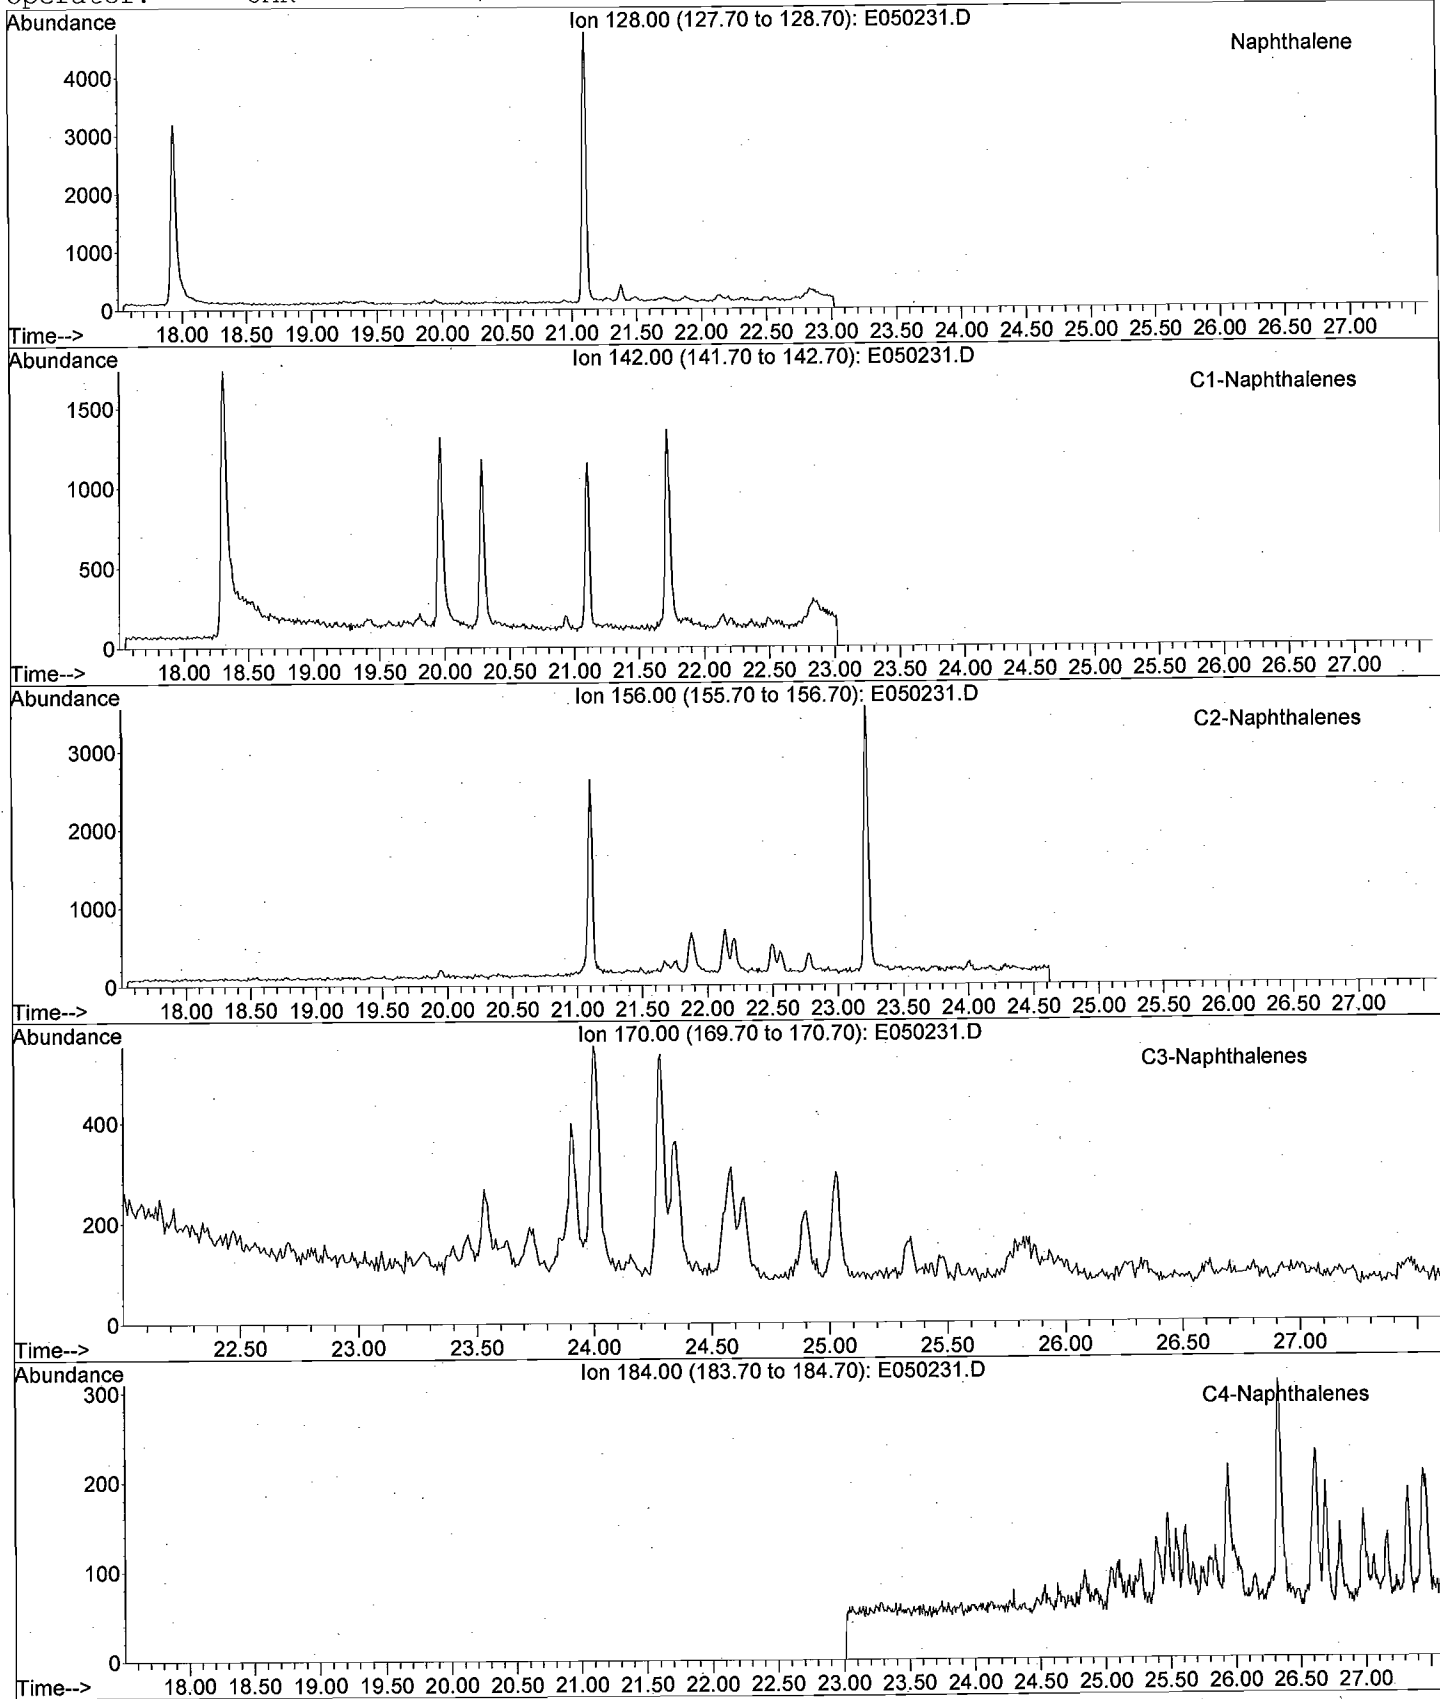 Operator:
Abundance Ion 128.00 (127.70 to 128.70): E050231.D
Naphthalene
4000
3000
2000
1000
0
Time--> 18.00 18.50 19.00 19.50 20.00 20.50 21.00 21.50 22.00 22.50 23.00 23.50 24.00 24.50 25.00 25.50 26.00 26.50 27.00
Abundance Ion 142.00 (141.70 to 142.70): E050231.D
C1-Naphthalenes
1500
1000
500
0
Time--> 18.00 18.50 19.00 19.50 20.00 20.50 21.00 21.50 22.00 22.50 23.00 23.50 24.00 24.50 25.00 25.50 26.00 26.50 27.00
Abundance Ion 156.00 (155.70 to 156.70): E050231.D
C2-Naphthalenes
3000
2000
1000
0
Time--> 18.00 18.50 19.00 19.50 20.00 20.50 21.00 21.50 22.00 22.50 23.00 23.50 24.00 24.50 25.00 25.50 26.00 26.50 27.00
Abundance Ion 170.00 (169.70 to 170.70): E050231.D
C3-Naphthalenes
400
200
0
Time--> 22.50 23.00 23.50 24.00 24.50 25.00 25.50 26.00 26.50 27.00
Abundance Ion 184.00 (183.70 to 184.70): E050231.D
C4-Naphthalenes
300
200
100
0
Time--> 18.00 18.50 19.00 19.50 20.00 20.50 21.00 21.50 22.00 22.50 23.00 23.50 24.00 24.50 25.00 25.50 26.00 26.50 27.00